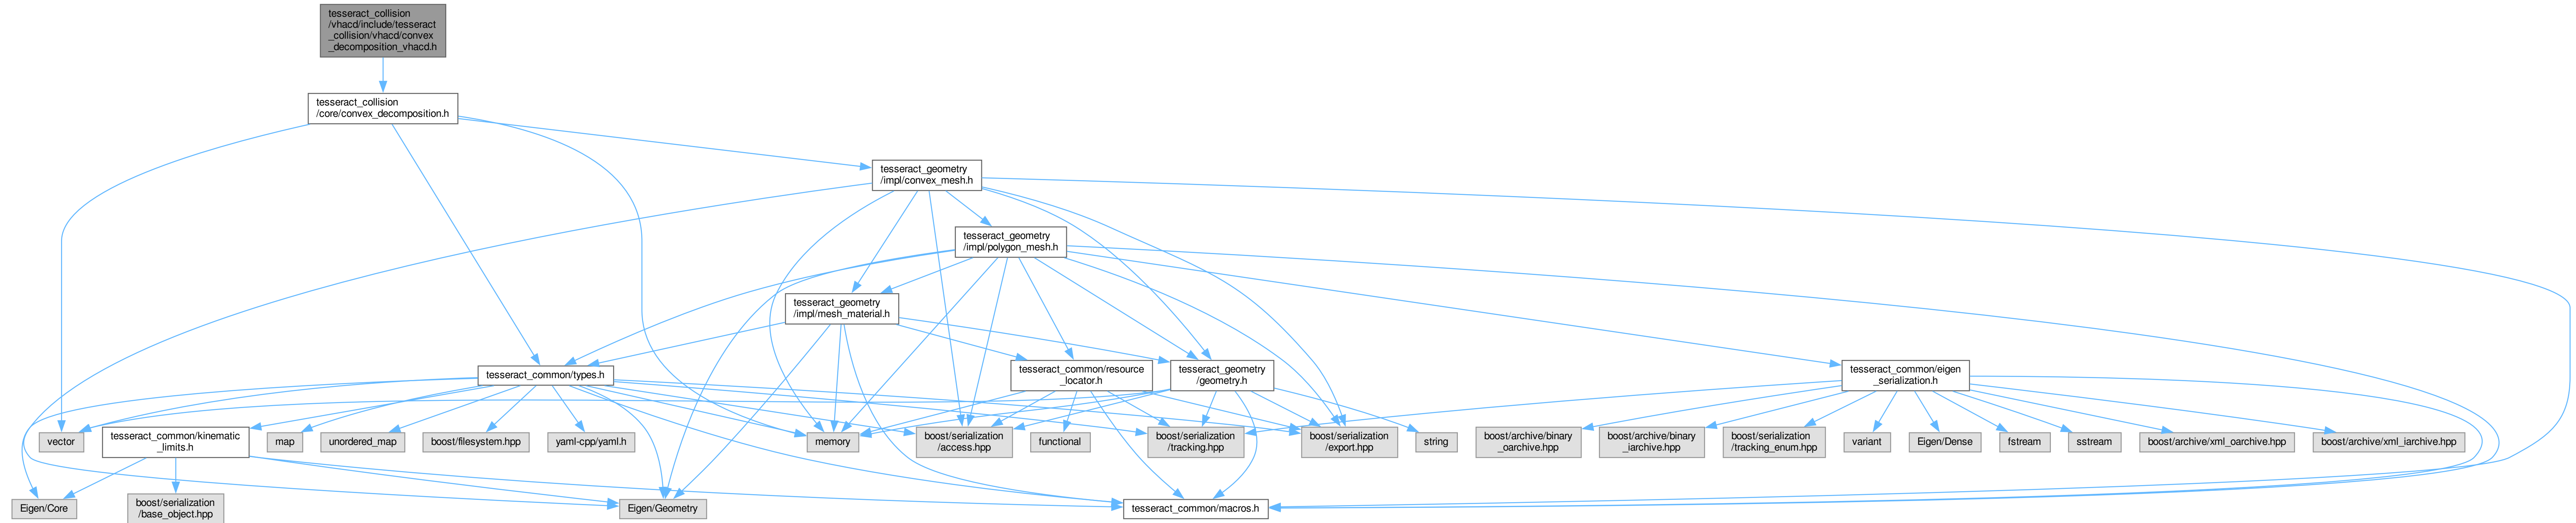 tesseract_collision
/vhacd/include/tesseract
_collision/vhacd/convex
_decomposition_vhacd.h
tesseract_collision
/core/convex_decomposition.h
tesseract_geometry
/impl/convex_mesh.h
tesseract_geometry
/impl/polygon_mesh.h
tesseract_geometry
/impl/mesh_material.h
tesseract_common/types.h
tesseract_common/resource
_locator.h
tesseract_geometry
/geometry.h
tesseract_common/eigen
_serialization.h
vector
tesseract_common/kinematic
_limits.h
map
unordered_map
boost/filesystem.hpp
yaml-cpp/yaml.h
memory
boost/serialization
/access.hpp
functional
boost/serialization
/tracking.hpp
boost/serialization
/export.hpp
string
boost/archive/binary
_oarchive.hpp
boost/archive/binary
_iarchive.hpp
boost/serialization
/tracking_enum.hpp
variant
Eigen/Dense
fstream
sstream
boost/archive/xml_oarchive.hpp
boost/archive/xml_iarchive.hpp
Eigen/Core
boost/serialization
/base_object.hpp
Eigen/Geometry
tesseract_common/macros.h